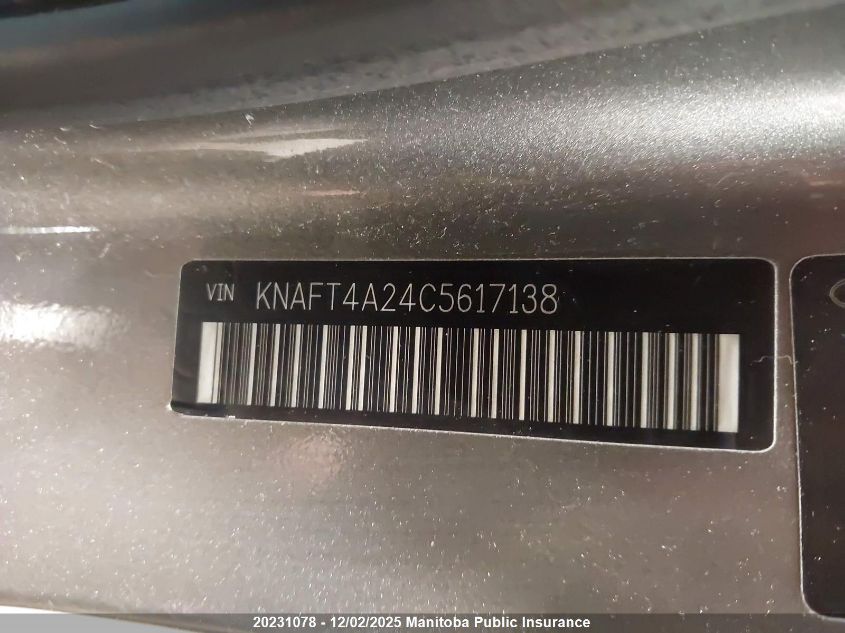 VIN KNAFT4A24C5617138
20231078 - 12/02/2025 Manitoba Public Insurance